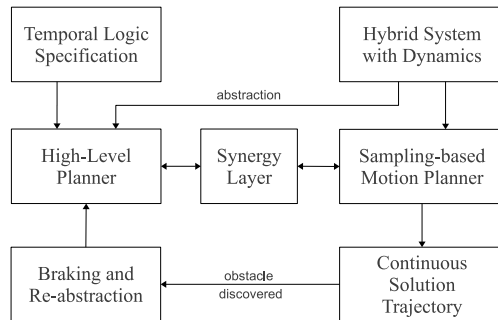 Temporal Logic
Specification
Hybrid System
with Dynamics
abstraction
High-Level
Planner
Synergy
Layer
Sampling-based
Motion Planner
Braking and
Re-abstraction
obstacle
discovered
Continuous
Solution
Trajectory